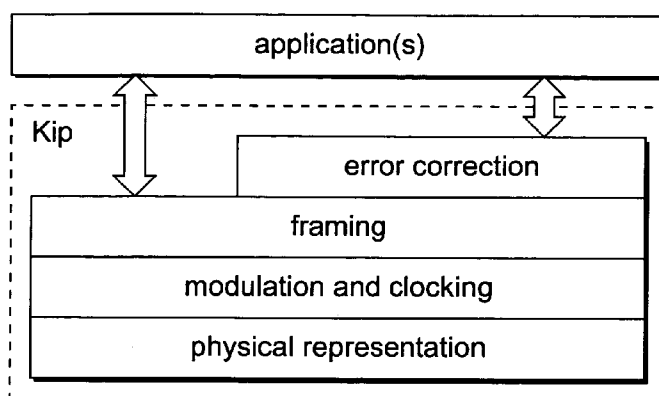 application(s)
Kip
error correction
framing
modulation and clocking
physical representation